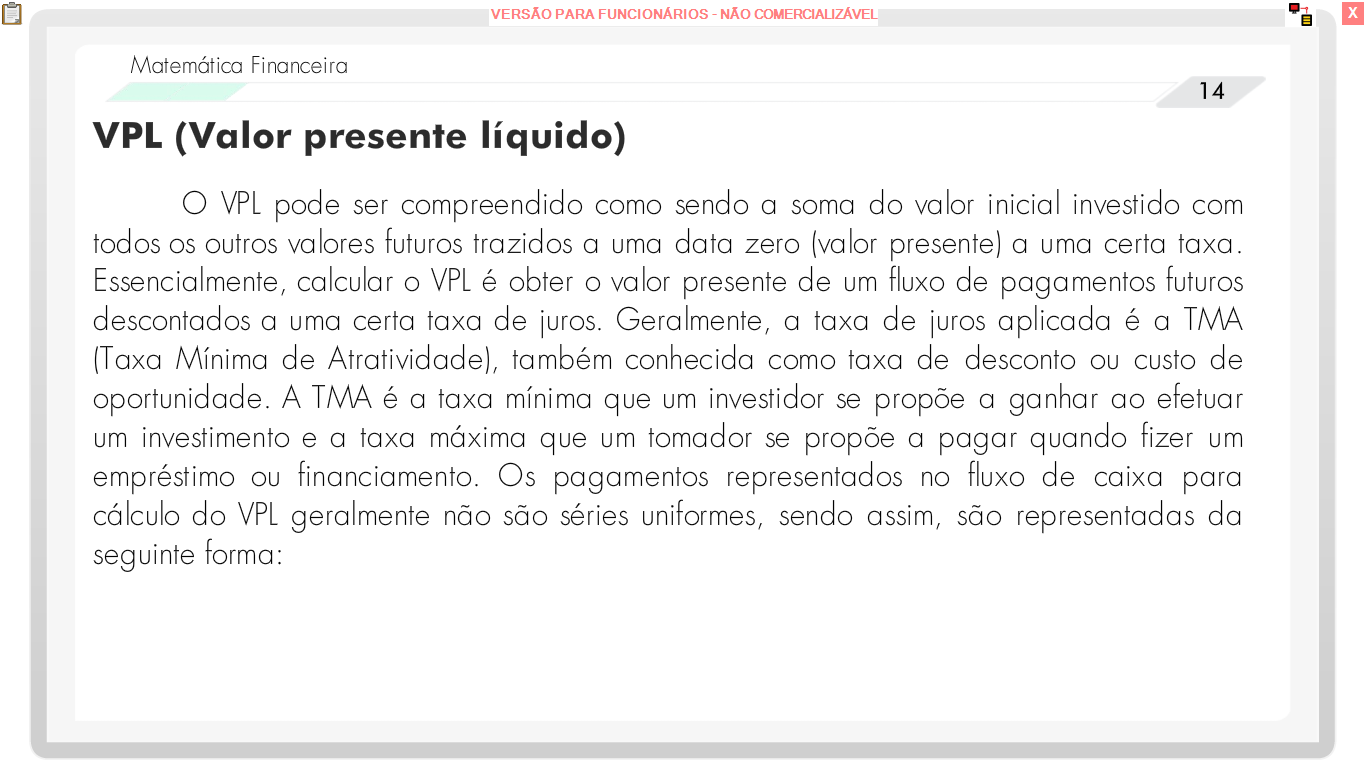 VERSÃO PARA FUNCIONÁRIOS - NÃO COMERCIALIZÁVEL
X
Matemática Financeira
14
VPL (Valor presente líquido)
O VPL pode ser compreendido como sendo a soma do valor inicial investido com
todos os outros valores futuros trazidos a uma data zero (valor presente) a uma certa taxa.
Essencialmente, calcular o VPL é obter o valor presente de um fluxo de pagamentos futuros
descontados a uma certa taxa de juros. Geralmente, a taxa de juros aplicada é a TMA
(Taxa Mínima de Atratividade), também conhecida como taxa de desconto ou custo de
oportunidade. A TMA é a taxa mínima que um investidor se propõe a ganhar ao efetuar
um investimento e a taxa máxima que um tomador se propõe a pagar quando fizer um
empréstimo ou financiamento. Os pagamentos representados no fluxo de caixa para
cálculo do VPL geralmente não são séries uniformes, sendo assim, são representadas da
seguinte forma: